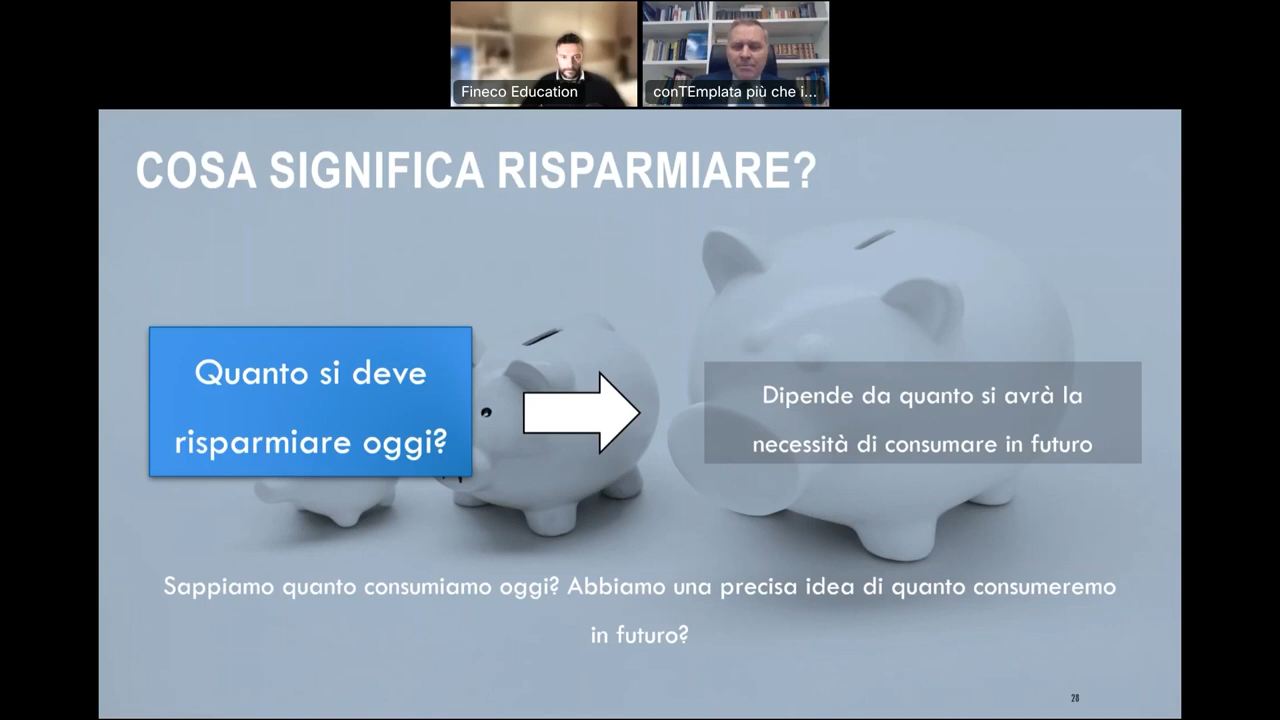 Fineco Education
conTEmplata più che i...
COSA SIGNIFICA RISPARMIARE?
Quanto si deve
risparmiare oggi?
Dipende da quanto si avrà la
necessità di consumare in futuro
Sappiamo quanto consumiamo oggi? Abbiamo una precisa idea di quanto consumeremo
in futuro?
28